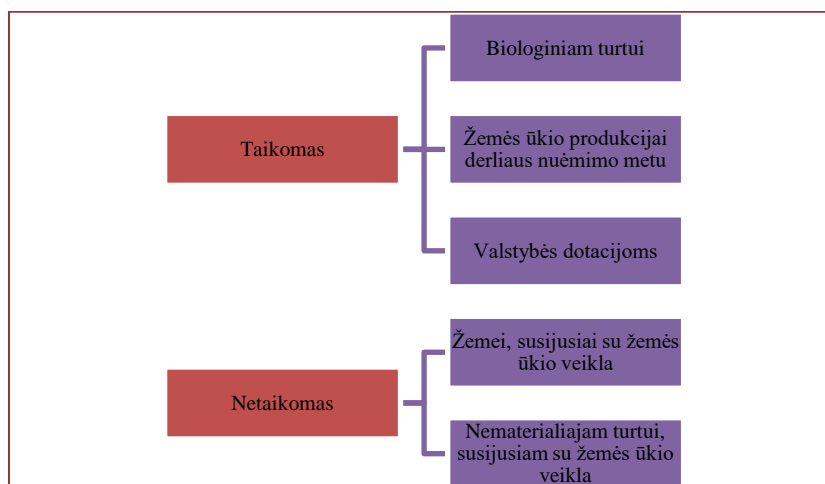 Taikomas
Biologiniam turtui
Žemės ūkio produkcijai
derliaus nuėmimo metu
Valstybės dotacijoms
Netaikomas
Žemei, susijusiai su žemės
ūkio veikla
Nematerialiajam turtui,
susijusiam su žemės ūkio
veikla